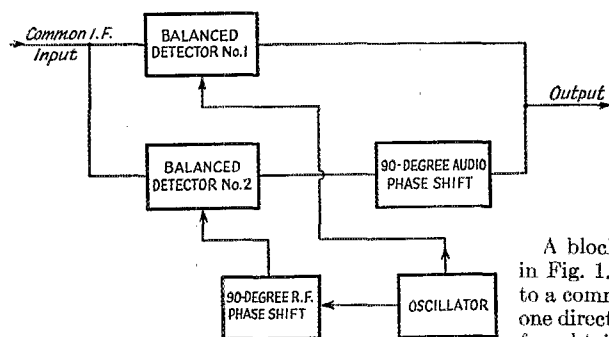 Common I.F.
Input
BALANCED
DETECTOR No.1
Output
BALANCED
DETECTOR No.2
90-DEGREE AUDIO
PHASE SHIFT
90-DEGREE R.F.
PHASE SHIFT
OSCILLATOR
A block
in Fig. 1.
to a comm
one direct